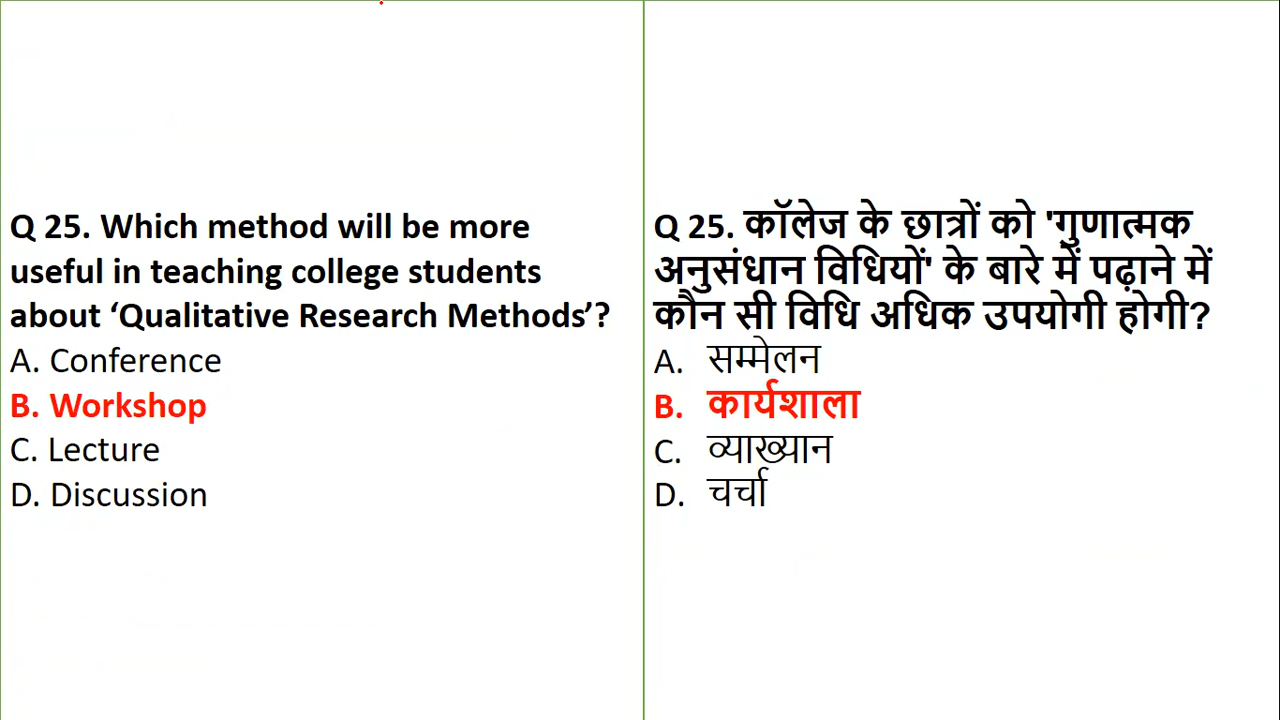 Q 25. Which method will be more
useful in teaching college students
about ‘Qualitative Research Methods’?
A. Conference
B. Workshop
C. Lecture
D. Discussion
Q 25. कॉलेज के छात्रों को 'गुणात्मक
अनुसंधान विधियों' के बारे में पढ़ाने में
कौन सी विधि अधिक उपयोगी होगी?
A. सम्मेलन
B. कार्यशाला
C. व्याख्यान
D. चर्चा